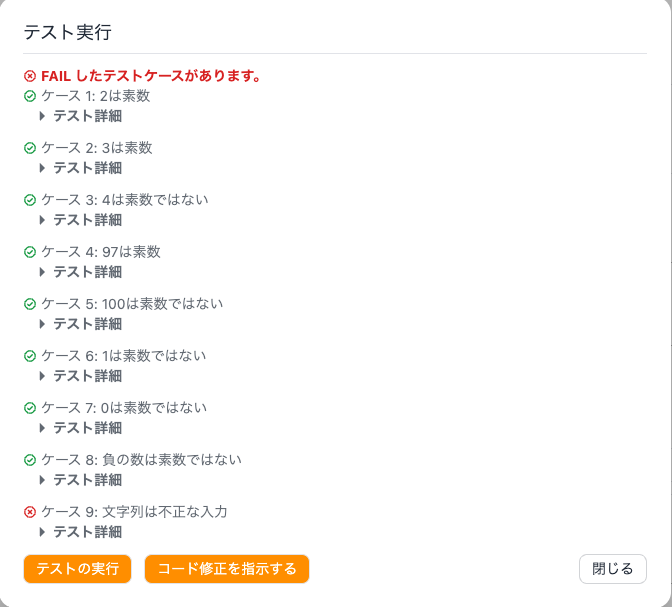 テスト実行
FAIL したテストケースがあります。
ケース 1: 2は素数
テスト詳細
ケース 2: 3は素数
テスト詳細
ケース 3: 4は素数ではない
テスト詳細
ケース 4: 97は素数
テスト詳細
ケース 5: 100は素数ではない
テスト詳細
ケース 6: 1は素数ではない
テスト詳細
ケース 7: 0は素数ではない
テスト詳細
ケース 8: 負の数は素数ではない
テスト詳細
ケース 9: 文字列は不正な入力
テスト詳細
テストの実行 コード修正を指示する 閉じる